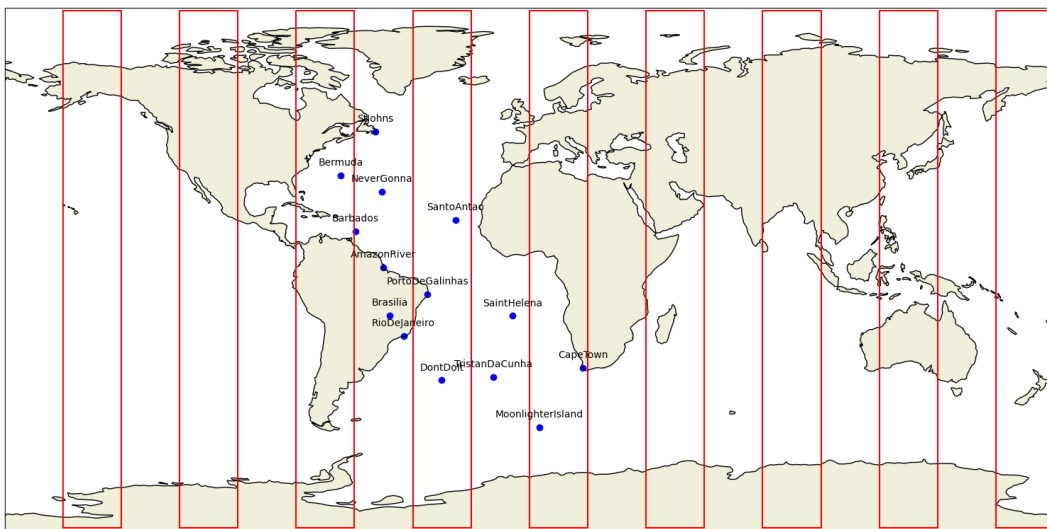 StJohns
Bermuda
NeverGonna
SantoAntao
Barbados
AmazonRiver
PortoDeGalinhas
Brasilia
SaintHelena
RioDeJaneiro
CapeTown
DontDoIt
TristanDaCunha
MoonlighterIsland